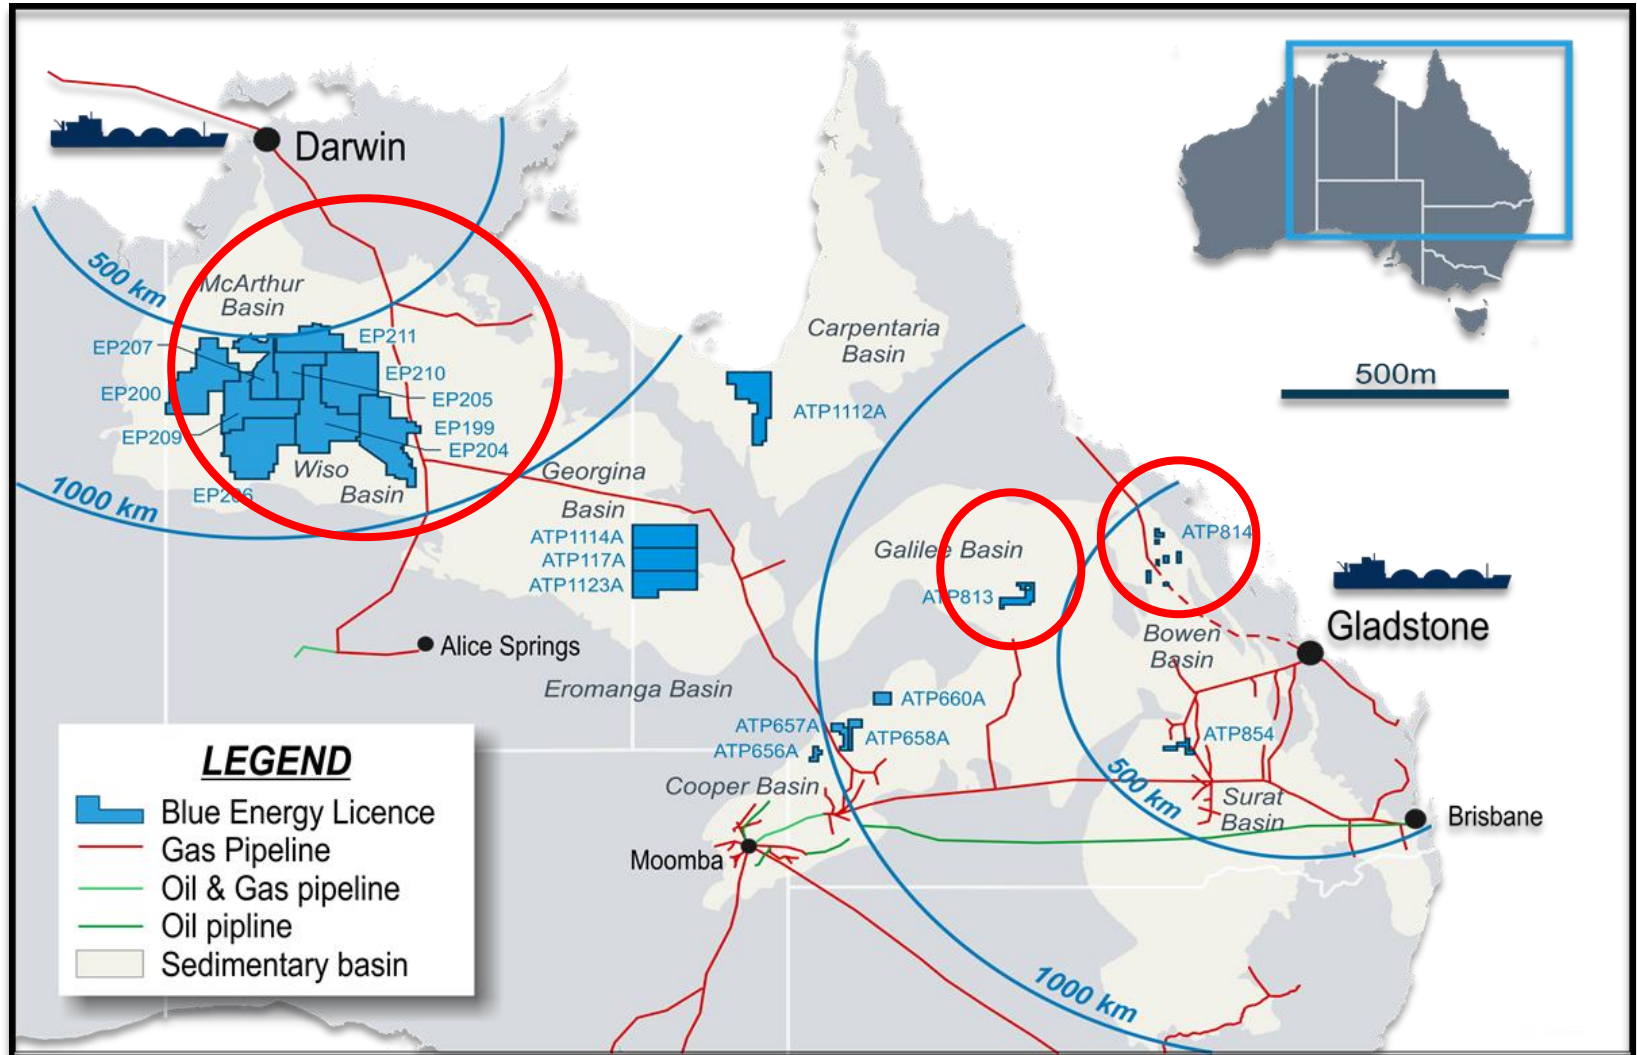 Darwin
500 km
McArthur
Basin
EP207
EP211
EP200
EP210
EP205
EP209
EP199
EP204
Wiso
Basin
EP206
1000 km
Carpentaria
Basin
ATP1112A
500m
Georgina
Basin
ATP1114A
ATP117A
ATP1123A
Galilee Basin
ATP813
ATP814
Gladstone
Bowen
Basin
Alice Springs
Eromanga Basin
ATP660A
ATP657A
ATP658A
ATP656A
ATP854
Cooper Basin
500 km
Surat
Basin
Brisbane
Moomba
1000 km
LEGEND
Blue Energy Licence
Gas Pipeline
Oil & Gas pipeline
Oil pipline
Sedimentary basin